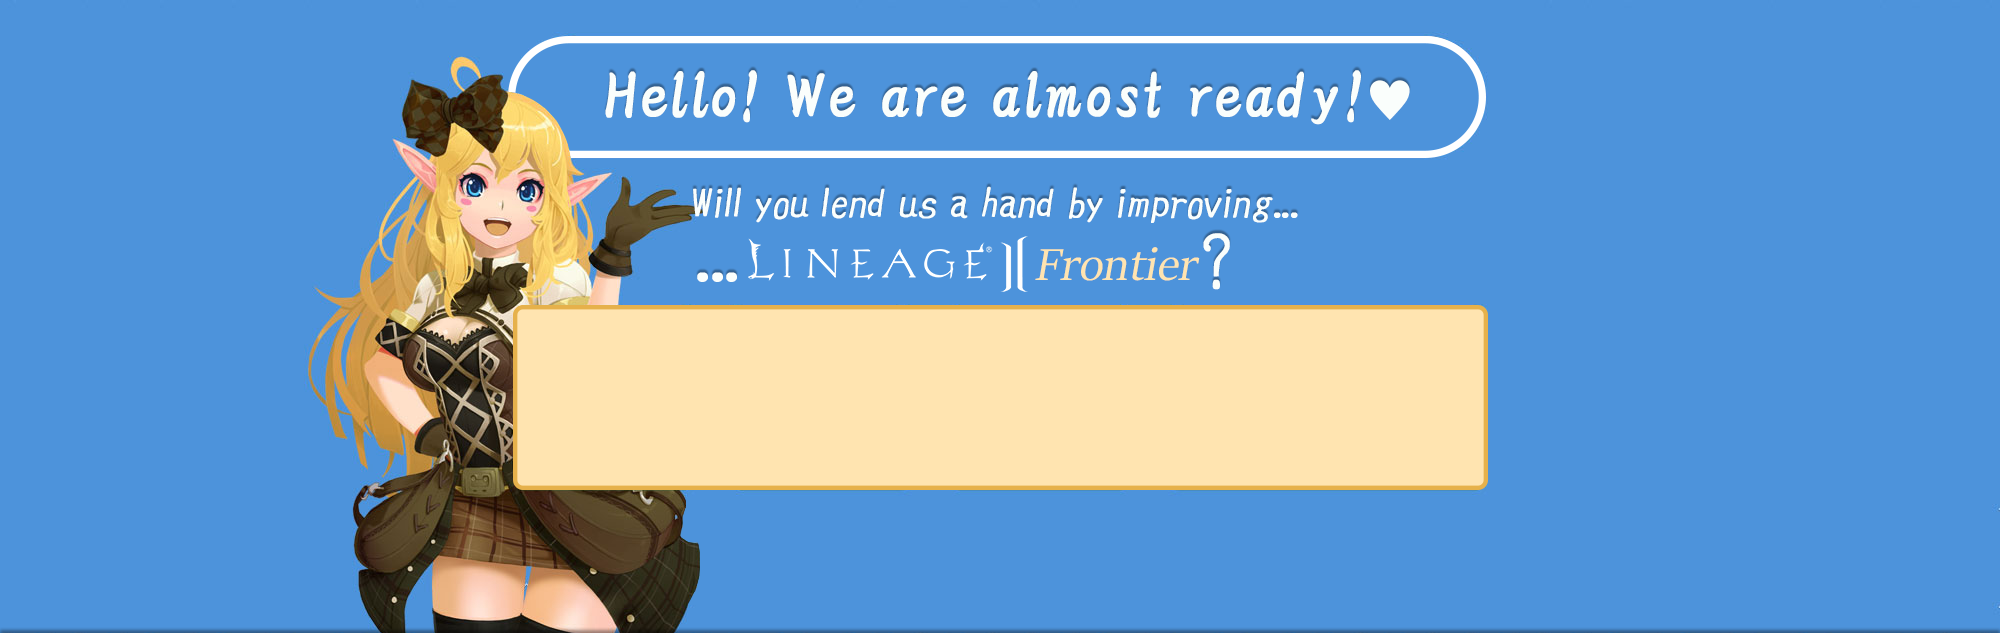 Hello! We are almost ready!♥
Will you lend us a hand by improving...
...LINEAGE® II Frontier?